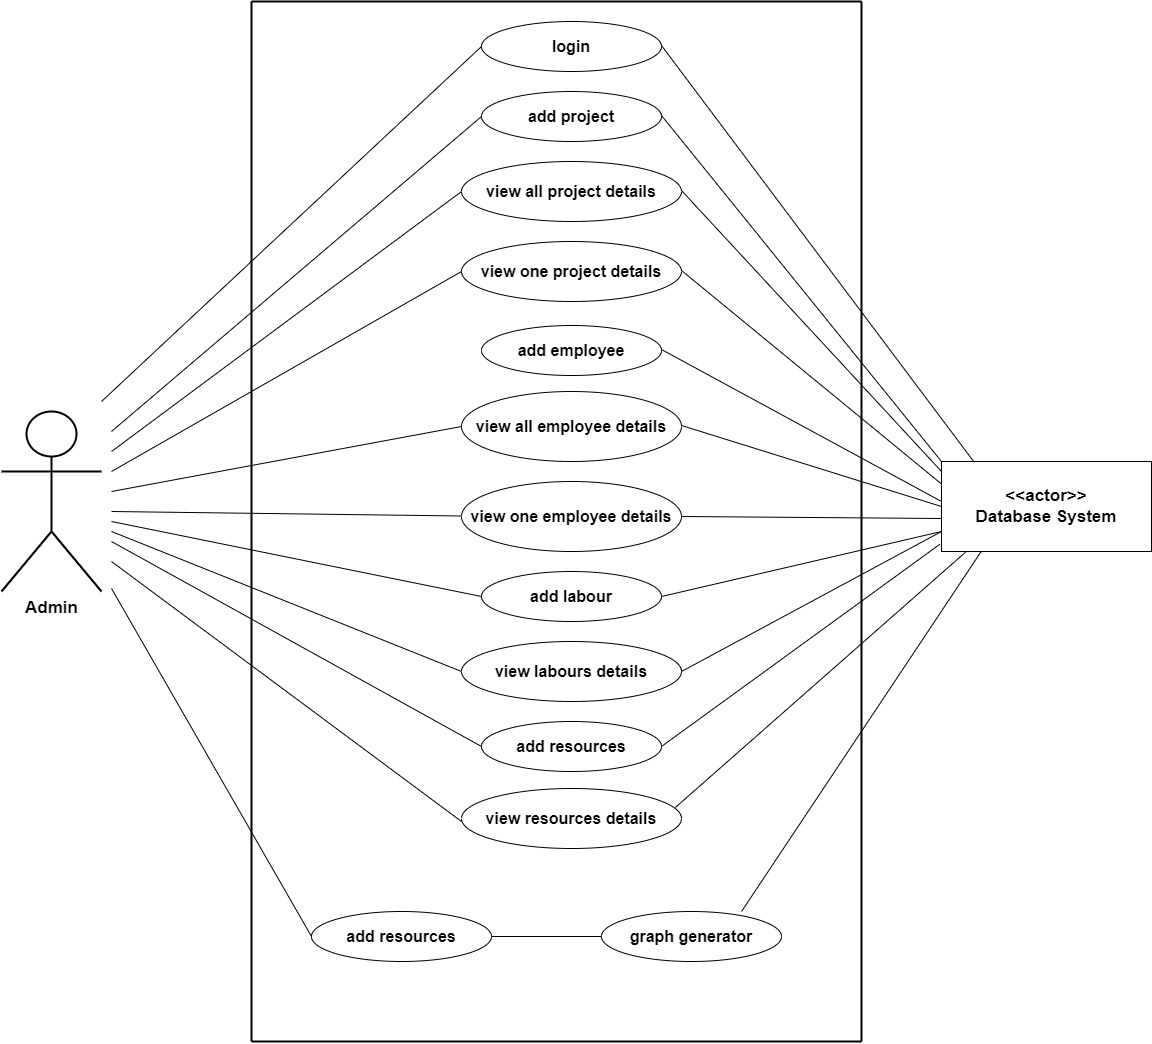 login
add project
view all project details
view one project details
add employee
view all employee details
view one employee details
add labour
view labours details
add resources
view resources details
add resources
graph generator
Admin
<<actor>>
Database System